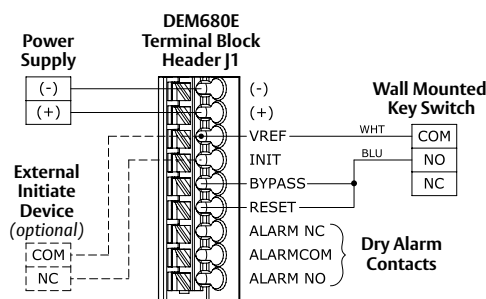 DEM680E
Terminal Block
Header J1
Power
Supply
(-)
(+)
(-)
(+)
VREF
INIT
BYPASS
RESET
ALARM NC
ALARMCOM
ALARM NO
WHT
BLU
Wall Mounted
Key Switch
COM
NO
NC
External
Initiate
Device
(optional)
COM
NC
Dry Alarm
Contacts